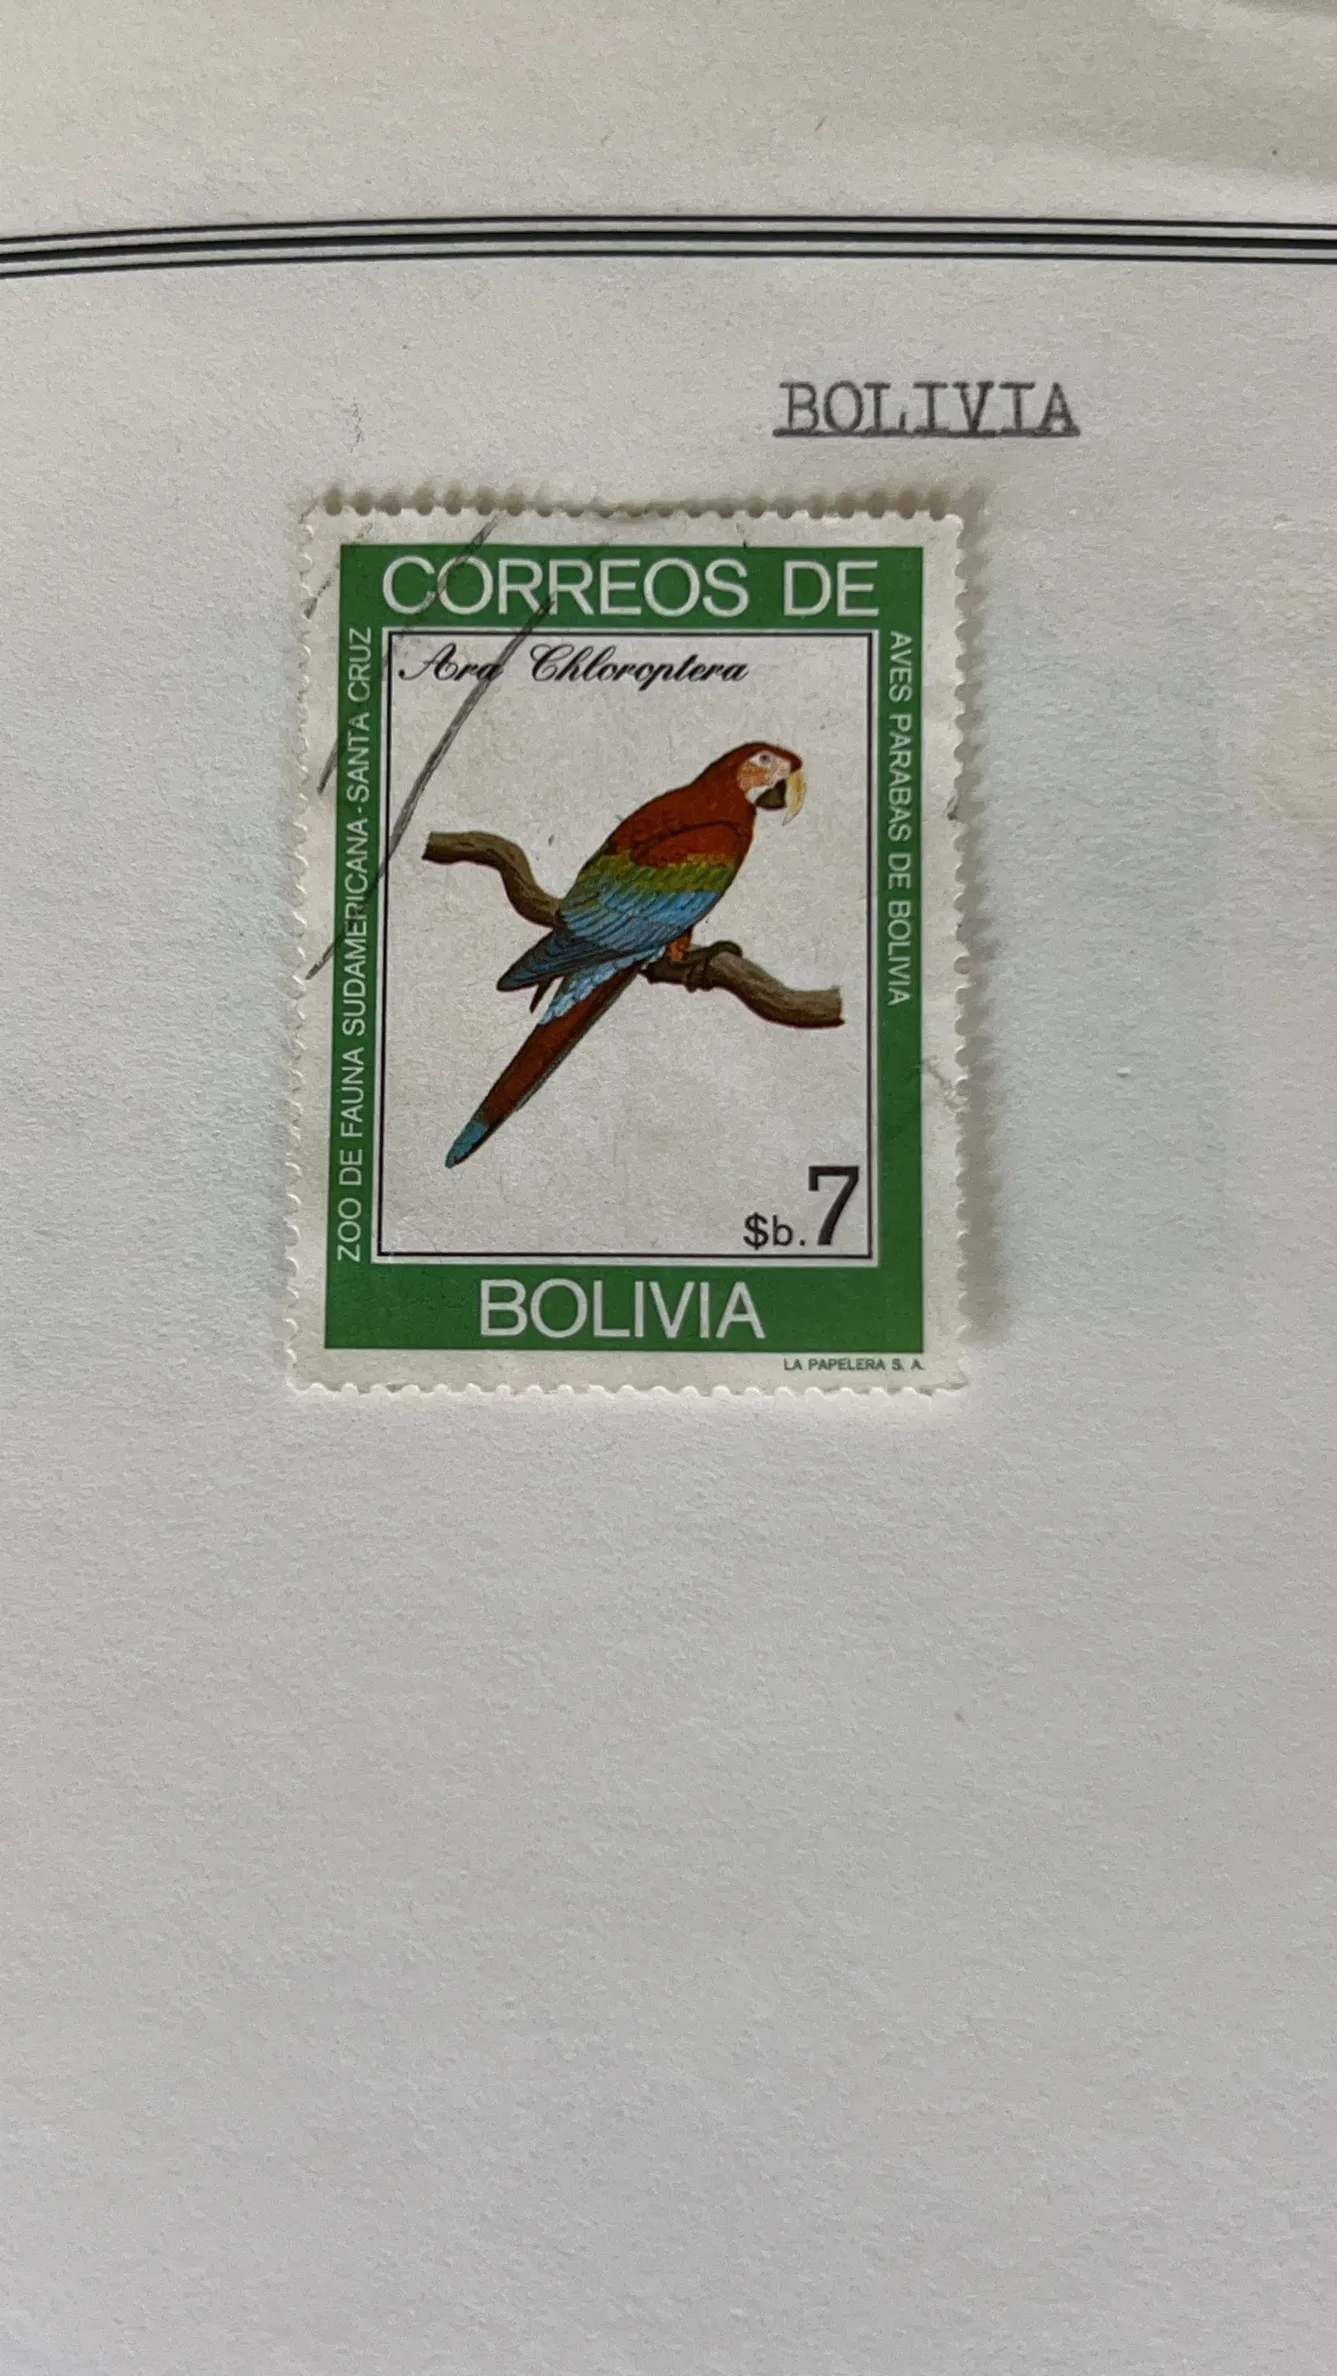 BOLIVIA
CORREOS DE
Ara Chloroptera
ZOO DE FAUNA SUDAMERICANA - SANTA CRUZ
AVES PARABAS DE BOLIVIA
$b. 7
BOLIVIA
LA PAPELERA S. A.